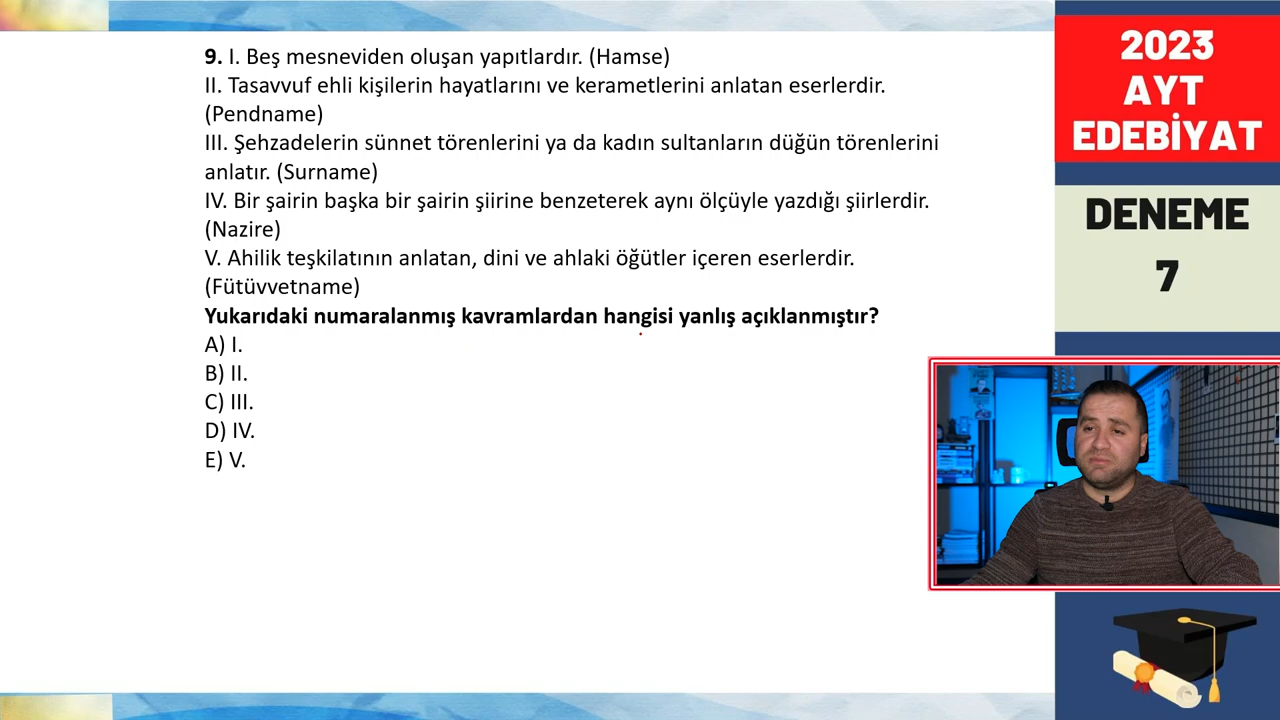 9. I. Beş mesneviden oluşan yapıtlardır. (Hamse)
II. Tasavvuf ehli kişilerin hayatlarını ve kerametlerini anlatan eserlerdir.
(Pendname)
III. Şehzadelerin sünnet törenlerini ya da kadın sultanların düğün törenlerini
anlatır. (Surname)
IV. Bir şairin başka bir şairin şiirine benzeterek aynı ölçüyle yazdığı şiirlerdir.
(Nazire)
V. Ahilik teşkilatının anlatan, dini ve ahlaki öğütler içeren eserlerdir.
(Fütüvvetname)
Yukarıdaki numaralanmış kavramlardan hangisi yanlış açıklanmıştır?
A) I.
B) II.
C) III.
D) IV.
E) V.
2023
AYT
EDEBİYAT
DENEME
7